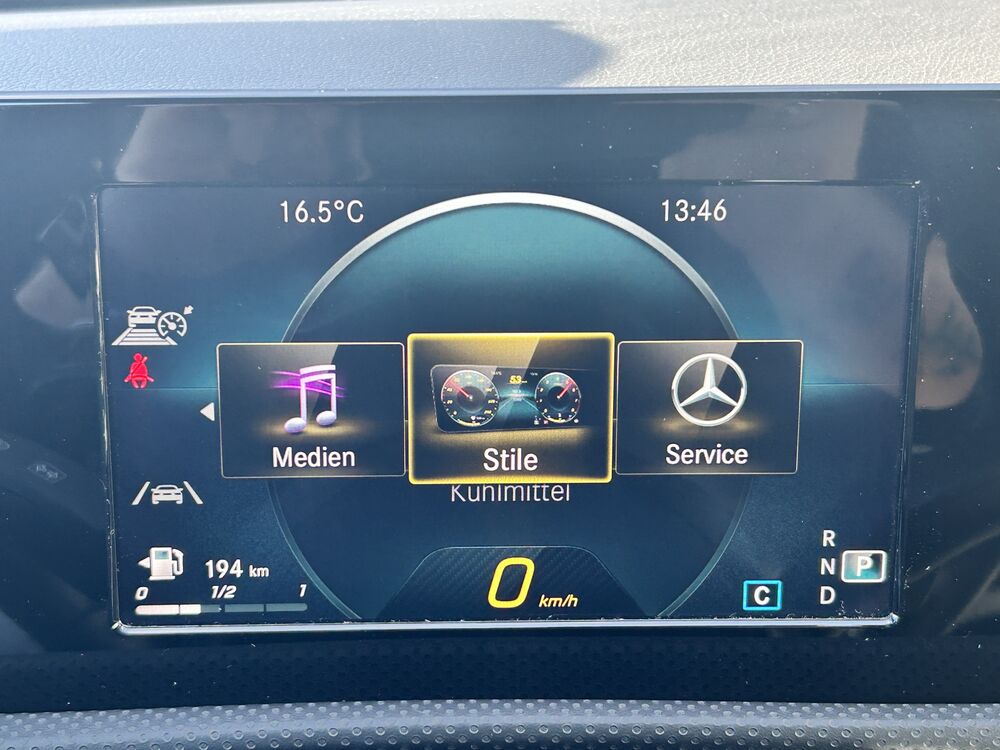 16.5°C
13:46
Medien
Stile
Service
Kühlmittel
R
N
P
D
194 km
0 1/2 1
0 km/h
C